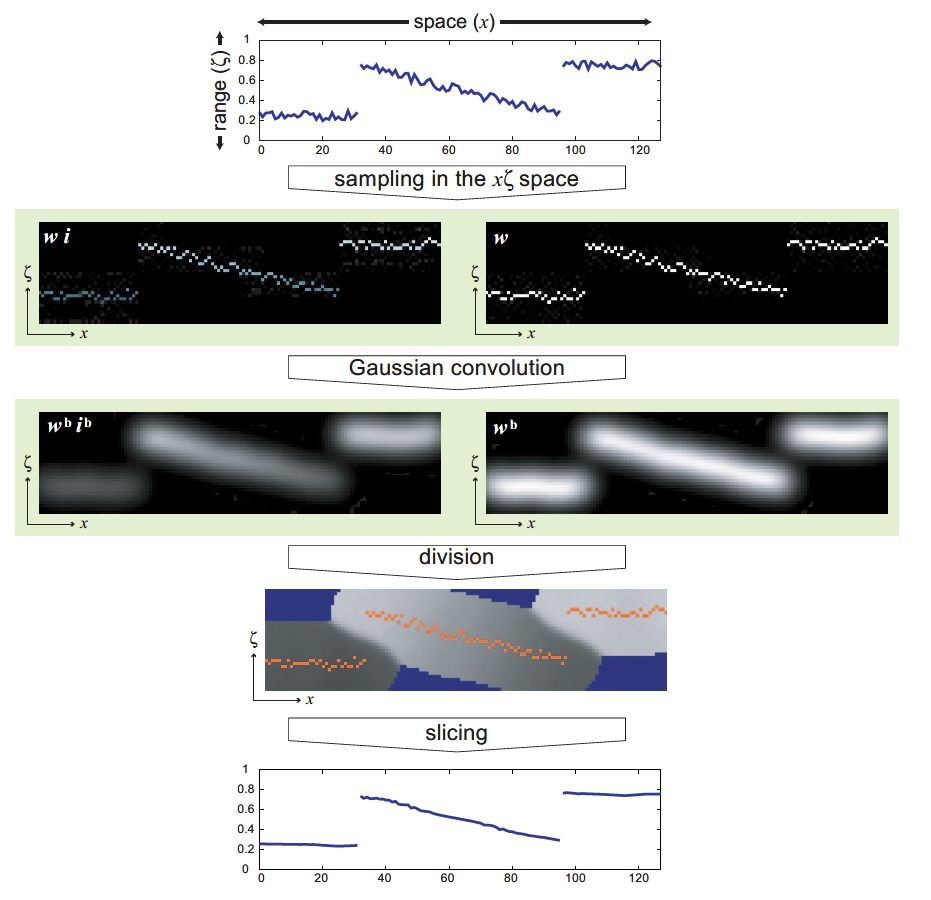 space (x)
range (ζ)
1
0.8
0.6
0.4
0.2
0
0 20 40 60 80 100 120
sampling in the xζ space
w i
w
ζ
x
ζ
x
Gaussian convolution
wᵇ iᵇ
wᵇ
ζ
x
ζ
x
division
ζ
x
slicing
1
0.8
0.6
0.4
0.2
0
0 20 40 60 80 100 120